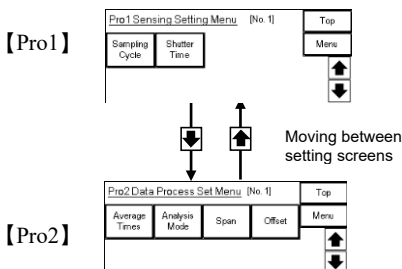 【Pro1】
Pro1 Sensing Setting Menu [No. 1] Top
Sampling Cycle
Shutter Time
Menu
Moving between
setting screens
【Pro2】
Pro2 Data Process Set Menu [No. 1] Top
Average Times
Analysis Mode
Span
Offset
Menu